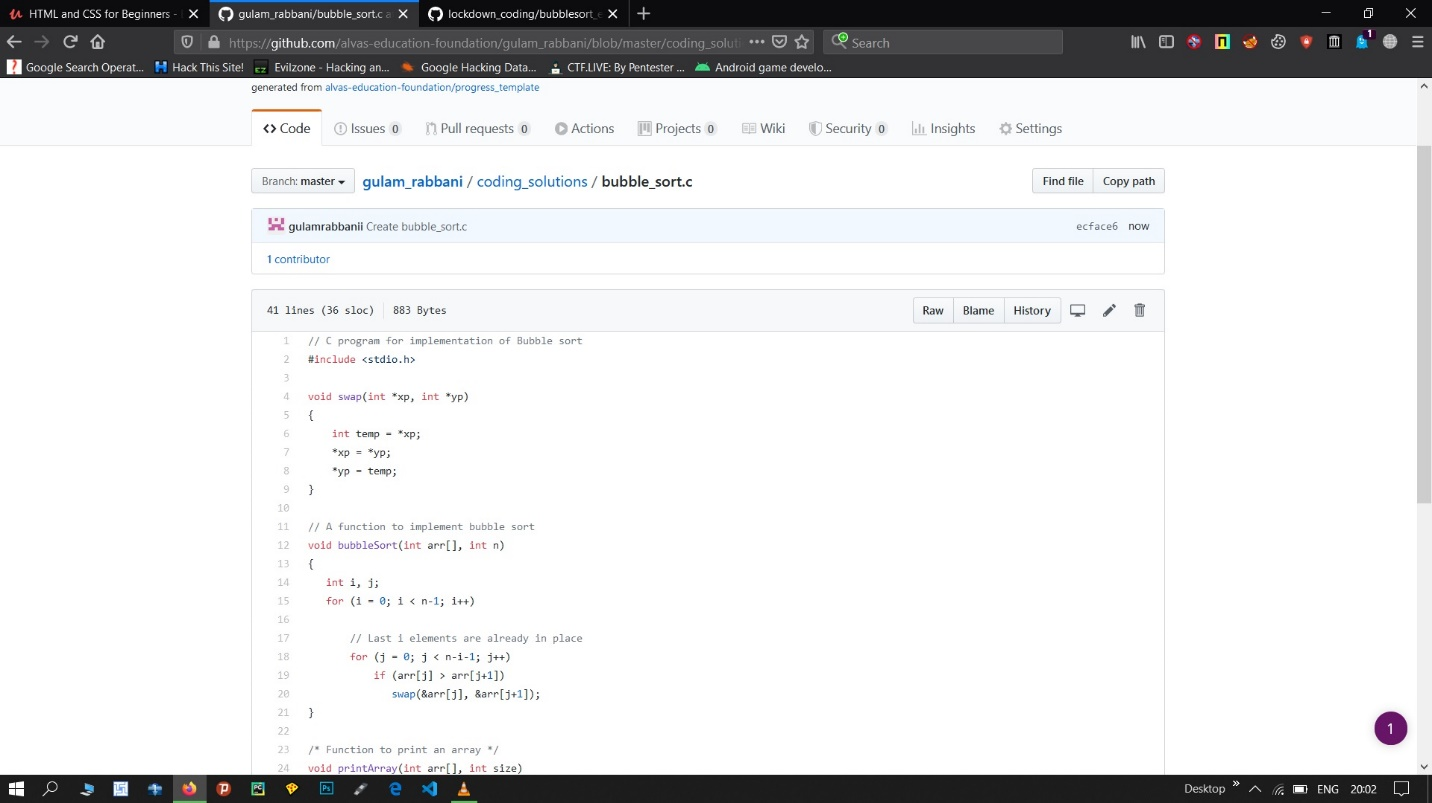 HTML and CSS for Beginners -
gulam_rabbani/bubble_sort.c a
lockdown_coding/bubblesort_e
https://github.com/alvas-education-foundation/gulam_rabbani/blob/master/coding_soluti
Search
1
Google Search Operat...
Hack This Site!
Evilzone - Hacking an...
Google Hacking Data...
CTF.LIVE: By Pentester ...
Android game develo...
generated from alvas-education-foundation/progress_template
<> Code
Issues 0
Pull requests 0
Actions
Projects 0
Wiki
Security 0
Insights
Settings
Branch: master
gulam_rabbani / coding_solutions / bubble_sort.c
Find file
Copy path
gulamrabbanii Create bubble_sort.c
ecface6 now
1 contributor
41 lines (36 sloc) 883 Bytes
Raw
Blame
History
1 // C program for implementation of Bubble sort
2 #include <stdio.h>
3
4 void swap(int *xp, int *yp)
5 {
6     int temp = *xp;
7     *xp = *yp;
8     *yp = temp;
9 }
10
11 // A function to implement bubble sort
12 void bubbleSort(int arr[], int n)
13 {
14    int i, j;
15    for (i = 0; i < n-1; i++)
16
17        // Last i elements are already in place
18        for (j = 0; j < n-i-1; j++)
19            if (arr[j] > arr[j+1])
20               swap(&arr[j], &arr[j+1]);
21 }
22
23 /* Function to print an array */
24 void printArray(int arr[], int size)
1
Desktop
ENG
20:02